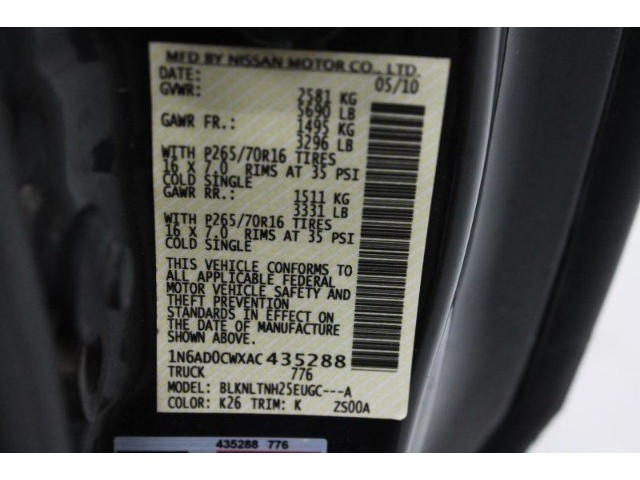 MFD BY NISSAN MOTOR CO., LTD.
DATE: 05/10
GVWR: 2581 KG
5690 LB
GAWR FR.: 1495 KG
3296 LB
WITH P265/70R16 TIRES
16 X 7.0 RIMS AT 35 PSI
COLD SINGLE
GAWR RR.: 1511 KG
3331 LB
WITH P265/70R16 TIRES
16 X 7.0 RIMS AT 35 PSI
COLD SINGLE
THIS VEHICLE CONFORMS TO
ALL APPLICABLE FEDERAL
MOTOR VEHICLE SAFETY AND
THEFT PREVENTION
STANDARDS IN EFFECT ON
THE DATE OF MANUFACTURE
SHOWN ABOVE.
1N6AD0CWXAC435288
TRUCK 776
MODEL: BLKNLTNH25EUGC---A
COLOR: K26 TRIM: K ZS00A
435288 776